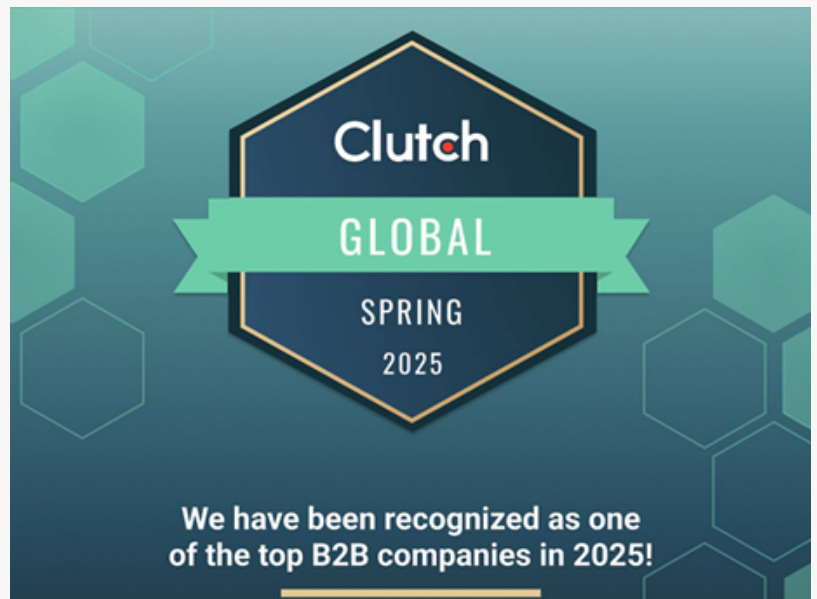 Clutch
GLOBAL
SPRING
2025
We have been recognized as one
of the top B2B companies in 2025!